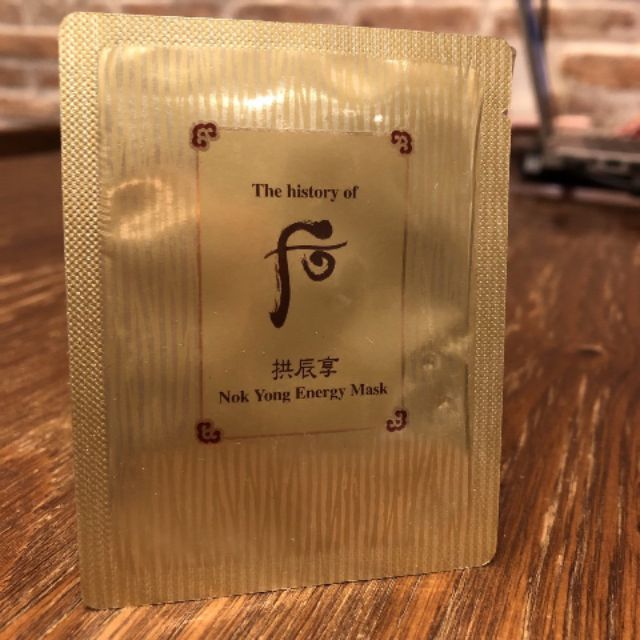 The history of
后
拱辰享
Nok Yong Energy Mask